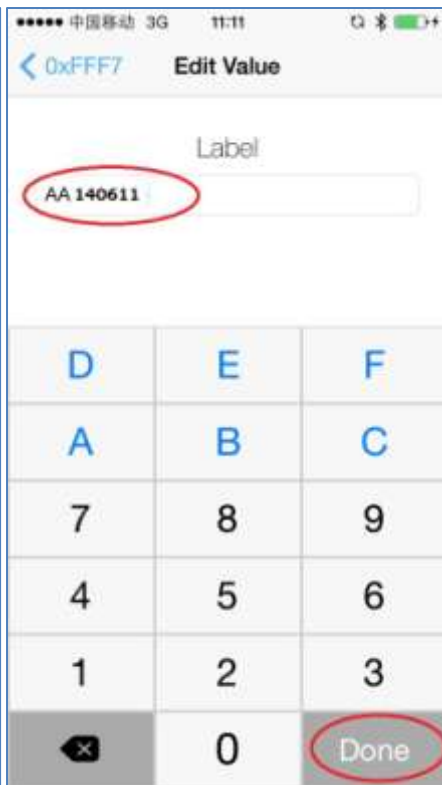 中国移动 3G 11:11
0xFFF7 Edit Value
Label
AA 140611
D E F
A B C
7 8 9
4 5 6
1 2 3
0 Done